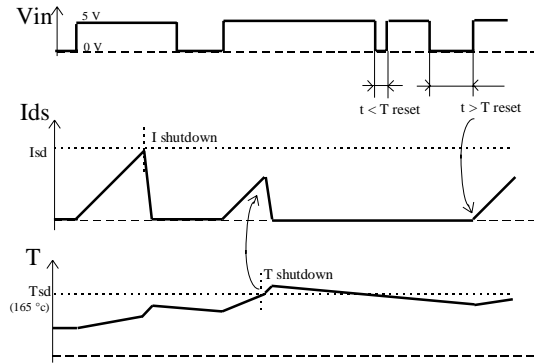 Vin
5 V
0 V
t < T reset
t > T reset
Ids
I shutdown
Isd
T
T shutdown
Tsd
(165 °c)